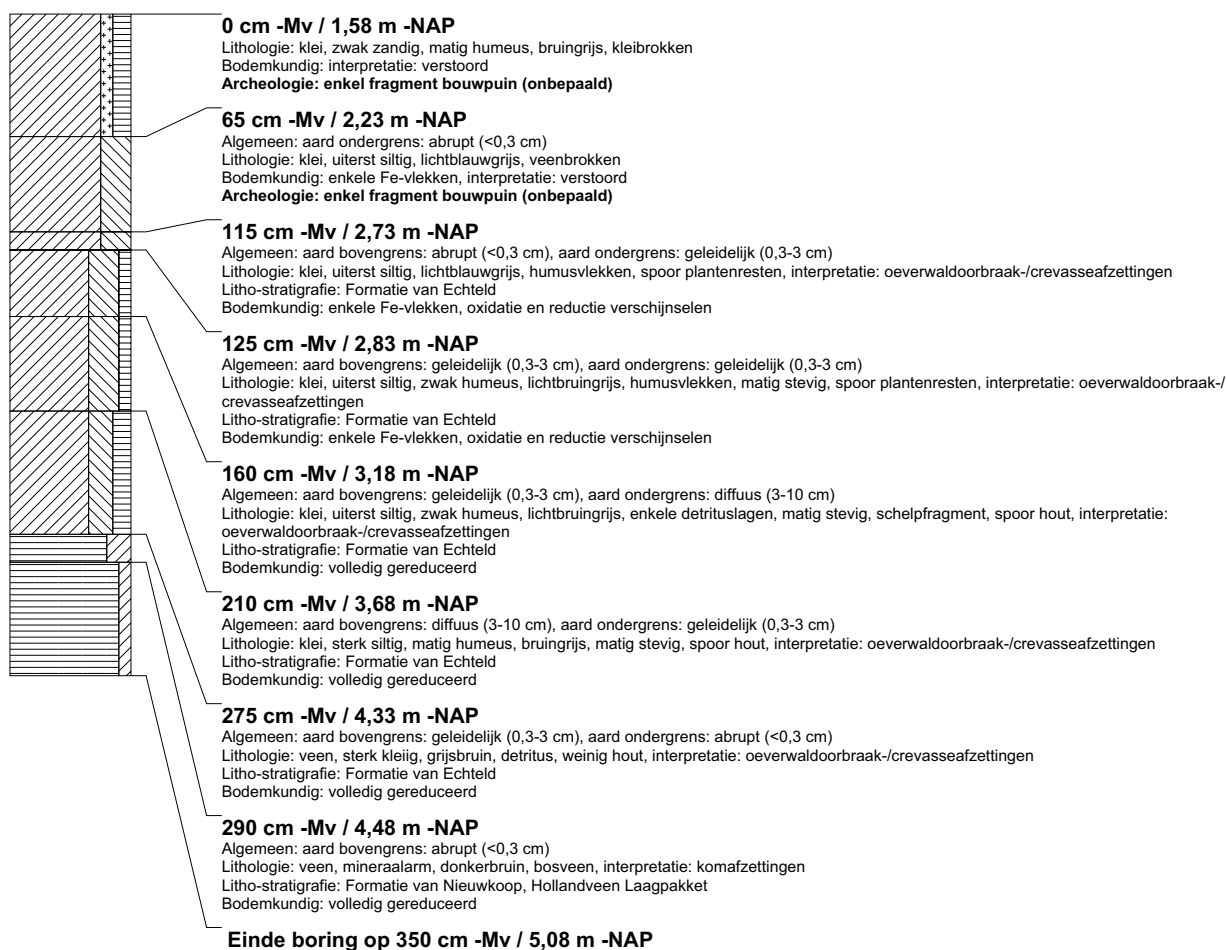 0 cm -Mv / 1,58 m -NAP
Lithologie: klei, zwak zandig, matig humeus, bruingrijs, kleibrokken
Bodemkundig: interpretatie: verstoord
Archeologie: enkel fragment bouwpuin (onbepaald)
65 cm -Mv / 2,23 m -NAP
Algemeen: aard ondergrens: abrupt (<0,3 cm)
Lithologie: klei, uiterst siltig, lichtblauwgrijs, veenbrokken
Bodemkundig: enkele Fe-vlekken, interpretatie: verstoord
Archeologie: enkel fragment bouwpuin (onbepaald)
115 cm -Mv / 2,73 m -NAP
Algemeen: aard bovengrens: abrupt (<0,3 cm), aard ondergrens: geleidelijk (0,3-3 cm)
Lithologie: klei, uiterst siltig, lichtblauwgrijs, humusvlekken, spoor plantenresten, interpretatie: oeverwaldoorbraak-/crevasseafzettingen
Litho-stratigrafie: Formatie van Echteld
Bodemkundig: enkele Fe-vlekken, oxidatie en reductie verschijnselen
125 cm -Mv / 2,83 m -NAP
Algemeen: aard bovengrens: geleidelijk (0,3-3 cm), aard ondergrens: geleidelijk (0,3-3 cm)
Lithologie: klei, uiterst siltig, zwak humeus, lichtbruingrijs, humusvlekken, matig stevig, spoor plantenresten, interpretatie: oeverwaldoorbraak-/
crevasseafzettingen
Litho-stratigrafie: Formatie van Echteld
Bodemkundig: enkele Fe-vlekken, oxidatie en reductie verschijnselen
160 cm -Mv / 3,18 m -NAP
Algemeen: aard bovengrens: geleidelijk (0,3-3 cm), aard ondergrens: diffuus (3-10 cm)
Lithologie: klei, uiterst siltig, zwak humeus, lichtbruingrijs, enkele detrituslagen, matig stevig, schelpfragment, spoor hout, interpretatie:
oeverwaldoorbraak-/crevasseafzettingen
Litho-stratigrafie: Formatie van Echteld
Bodemkundig: volledig gereduceerd
210 cm -Mv / 3,68 m -NAP
Algemeen: aard bovengrens: diffuus (3-10 cm), aard ondergrens: geleidelijk (0,3-3 cm)
Lithologie: klei, sterk siltig, matig humeus, bruingrijs, matig stevig, spoor hout, interpretatie: oeverwaldoorbraak-/crevasseafzettingen
Litho-stratigrafie: Formatie van Echteld
Bodemkundig: volledig gereduceerd
275 cm -Mv / 4,33 m -NAP
Algemeen: aard bovengrens: geleidelijk (0,3-3 cm), aard ondergrens: abrupt (<0,3 cm)
Lithologie: veen, sterk kleiig, grijsbruin, detritus, weinig hout, interpretatie: oeverwaldoorbraak-/crevasseafzettingen
Litho-stratigrafie: Formatie van Echteld
Bodemkundig: volledig gereduceerd
290 cm -Mv / 4,48 m -NAP
Algemeen: aard bovengrens: abrupt (<0,3 cm)
Lithologie: veen, mineraalarm, donkerbruin, bosveen, interpretatie: komafzettingen
Litho-stratigrafie: Formatie van Nieuwkoop, Hollandveen Laagpakket
Bodemkundig: volledig gereduceerd
Einde boring op 350 cm -Mv / 5,08 m -NAP